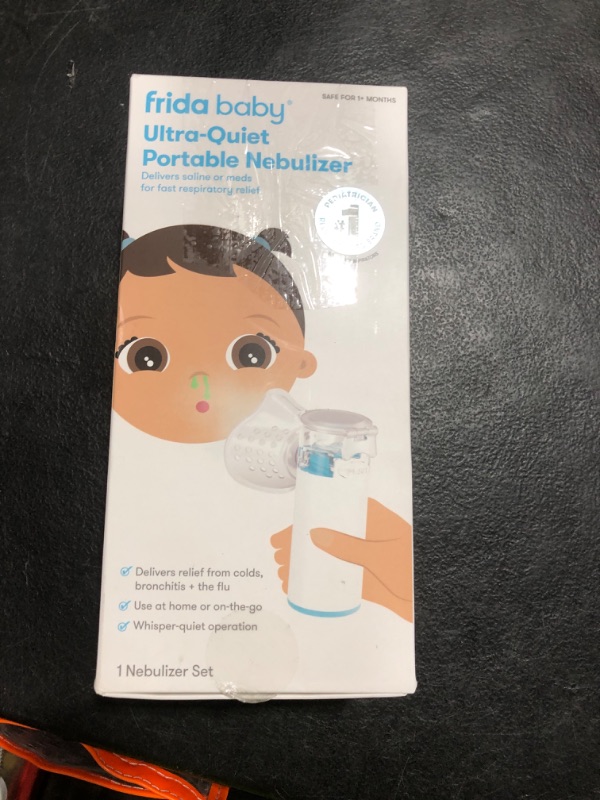 frida baby®
SAFE FOR 1+ MONTHS
Ultra-Quiet
Portable Nebulizer
Delivers saline or meds
for fast respiratory relief
PEDIATRICIAN
1
Delivers relief from colds,
bronchitis + the flu
Use at home or on-the-go
Whisper-quiet operation
1 Nebulizer Set